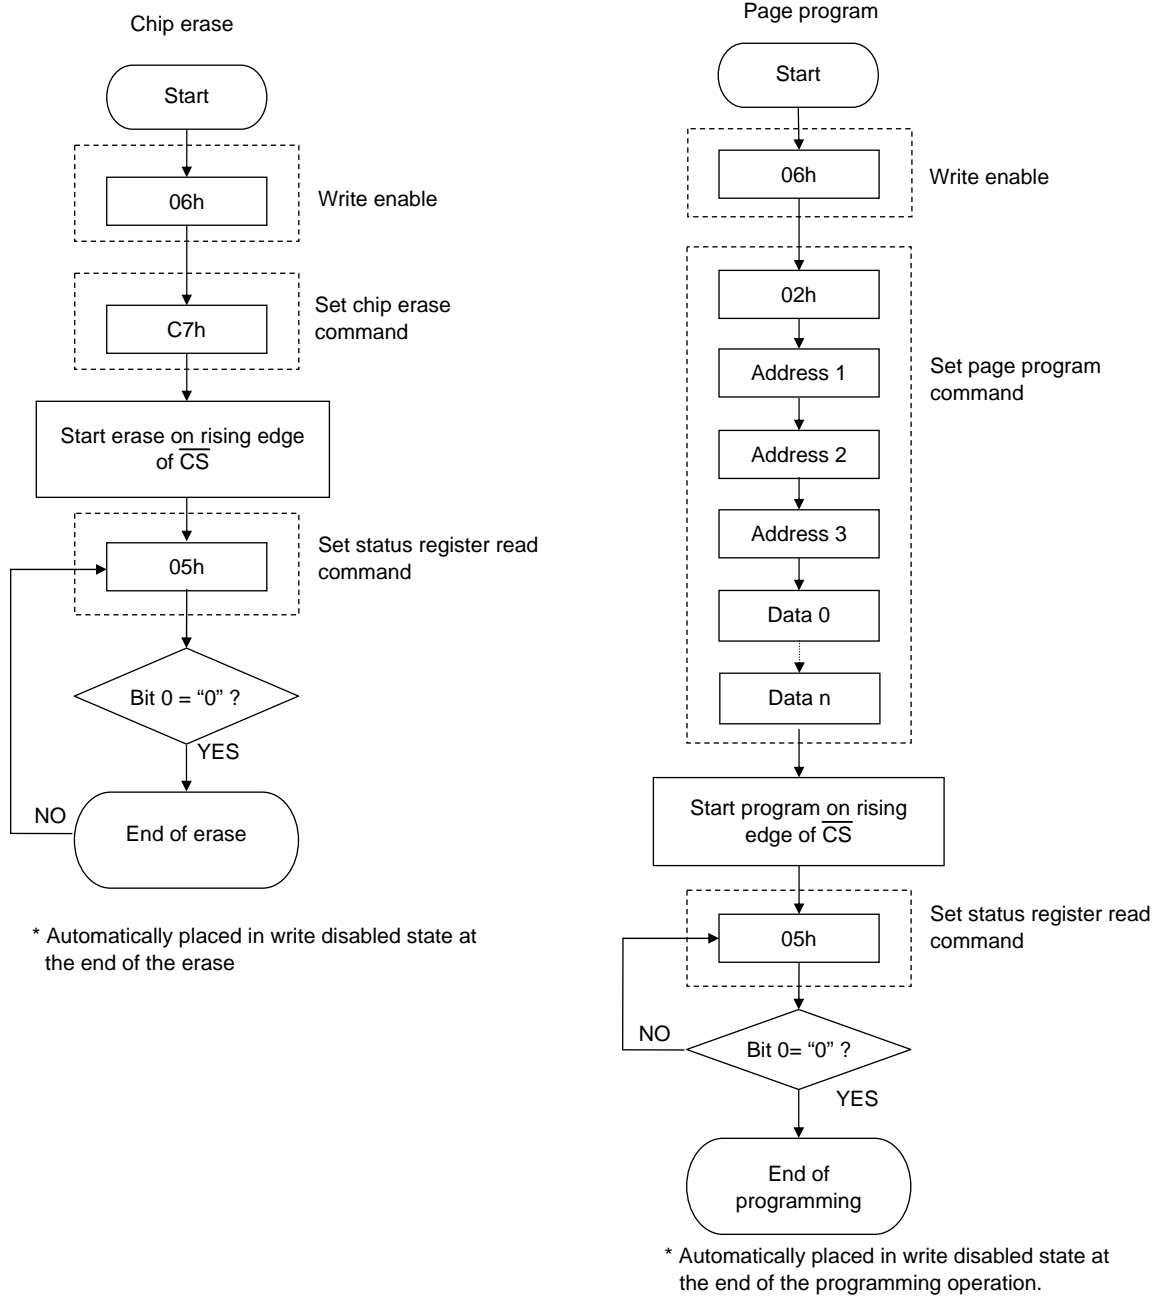 Chip erase
Start
06h
Write enable
C7h
Set chip erase
command
Start erase on rising edge
of CS
05h
Set status register read
command
Bit 0 = “0” ?
YES
NO
End of erase
* Automatically placed in write disabled state at
the end of the erase
Page program
Start
06h
Write enable
02h
Address 1
Set page program
command
Address 2
Address 3
Data 0
Data n
Start program on rising
edge of CS
05h
Set status register read
command
NO
Bit 0= “0” ?
YES
End of
programming
* Automatically placed in write disabled state at
the end of the programming operation.